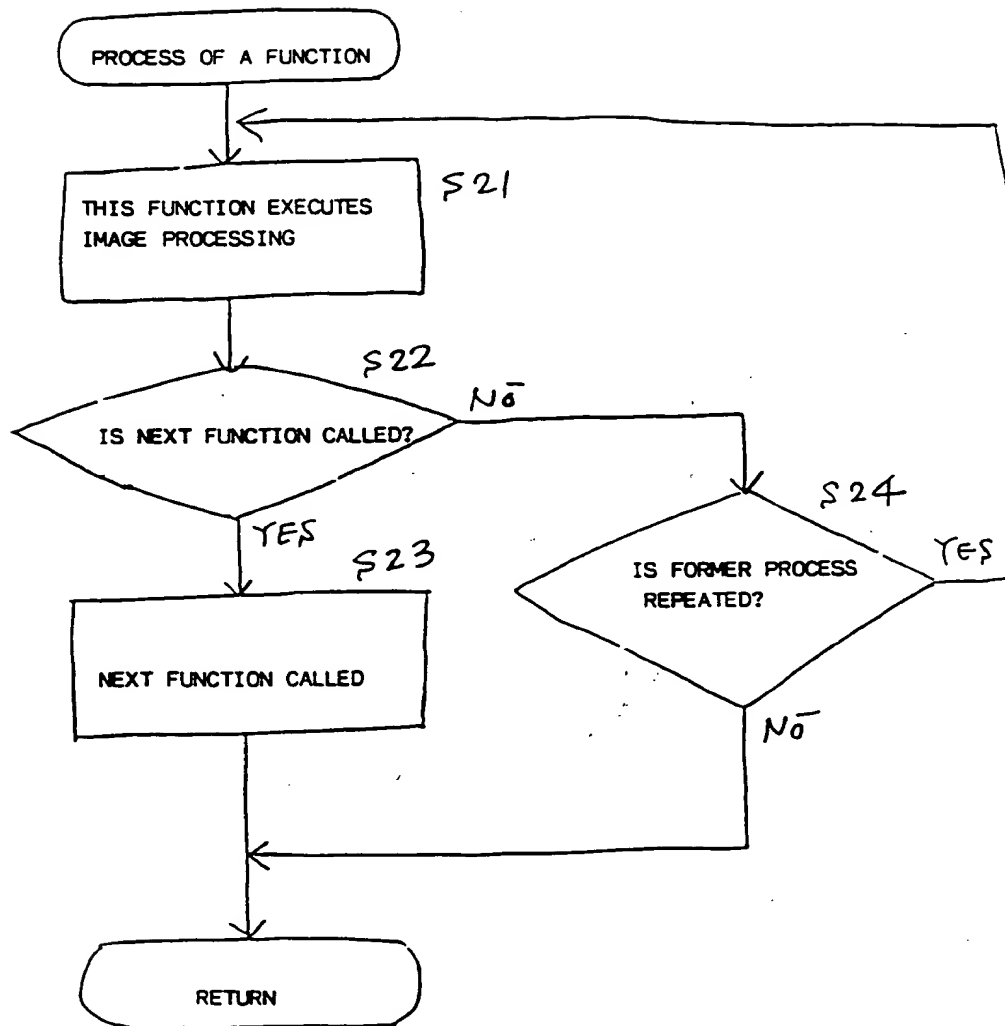 PROCESS OF A FUNCTION
S21
THIS FUNCTION EXECUTES
IMAGE PROCESSING
S22
NO
IS NEXT FUNCTION CALLED?
S24
YES
YES
IS FORMER PROCESS
REPEATED?
S23
NEXT FUNCTION CALLED
NO
RETURN